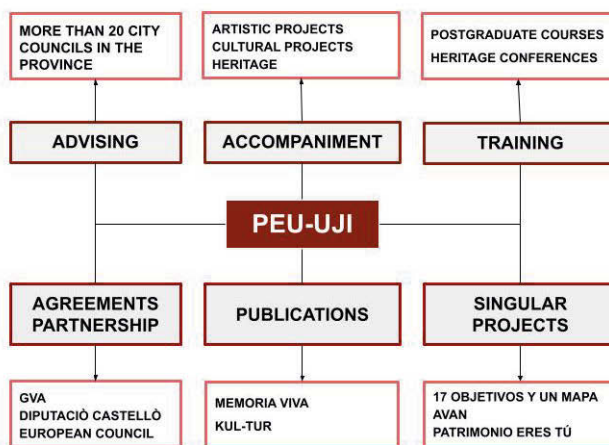 MORE THAN 20 CITY
COUNCILS IN THE
PROVINCE
ARTISTIC PROJECTS
CULTURAL PROJECTS
HERITAGE
POSTGRADUATE COURSES
HERITAGE CONFERENCES
ADVISING
ACCOMPANIMENT
TRAINING
PEU-UJI
AGREEMENTS
PARTNERSHIP
PUBLICATIONS
SINGULAR
PROJECTS
GVA
DIPUTACIÒ CASTELLÒ
EUROPEAN COUNCIL
MEMORIA VIVA
KUL-TUR
17 OBJETIVOS Y UN MAPA
AVAN
PATRIMONIO ERES TÚ